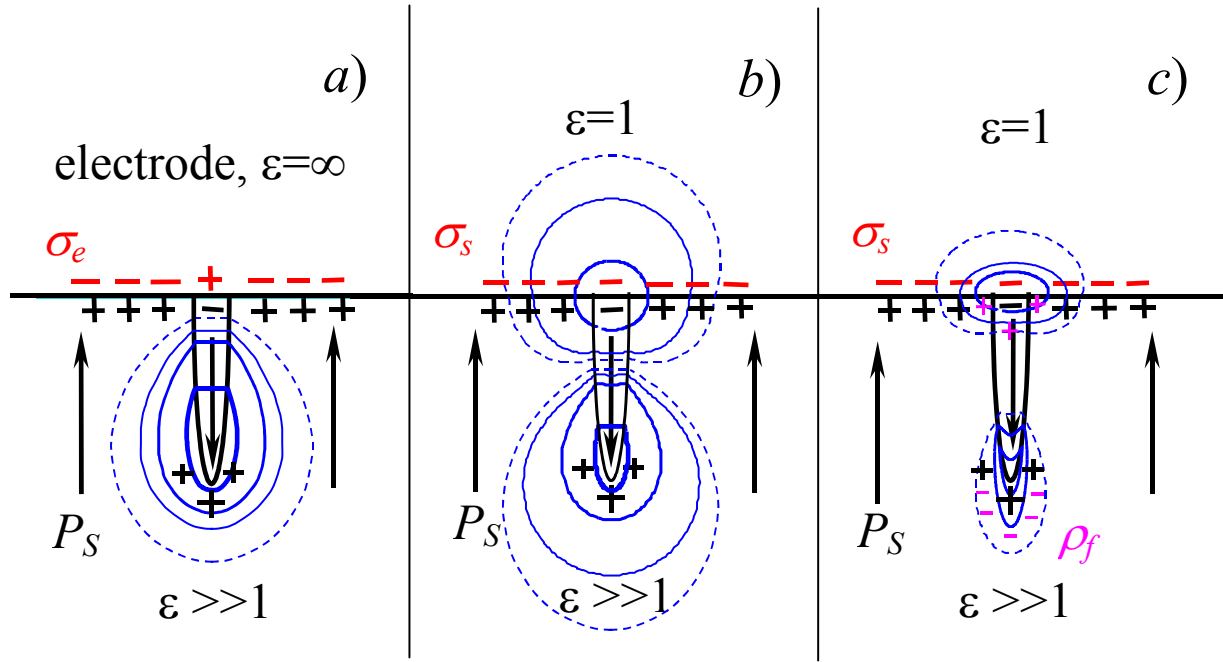 a)
electrode, ε=∞
σe
PS
ε >>1
b)
ε=1
σs
PS
ε >>1
c)
ε=1
σs
PS
ρf
ε >>1